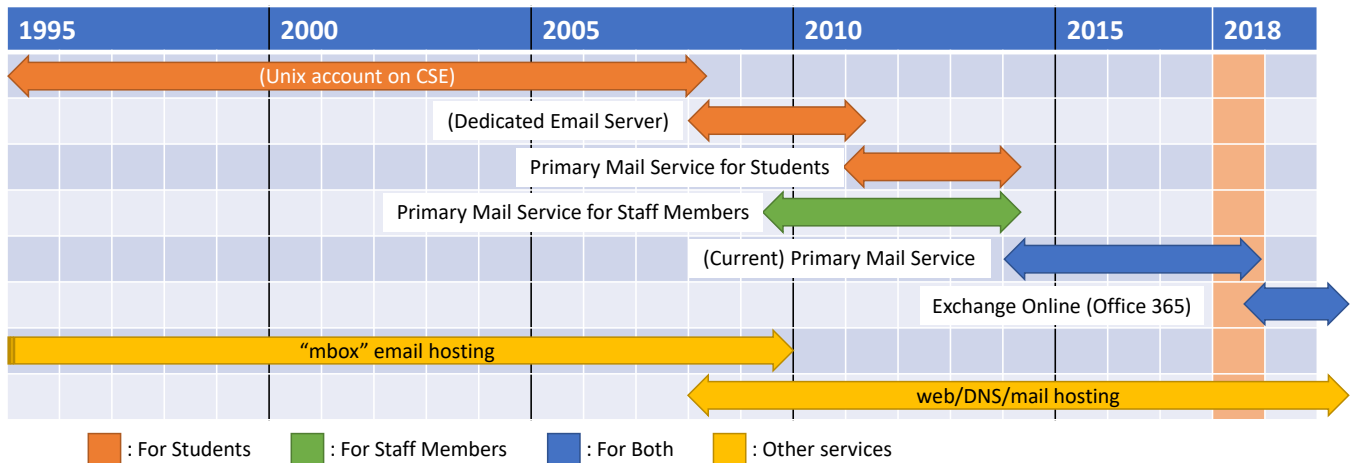 1995 2000 2005 2010 2015 2018
(Unix account on CSE)
(Dedicated Email Server)
Primary Mail Service for Students
Primary Mail Service for Staff Members
(Current) Primary Mail Service
Exchange Online (Office 365)
“mbox” email hosting
web/DNS/mail hosting
: For Students : For Staff Members : For Both : Other services